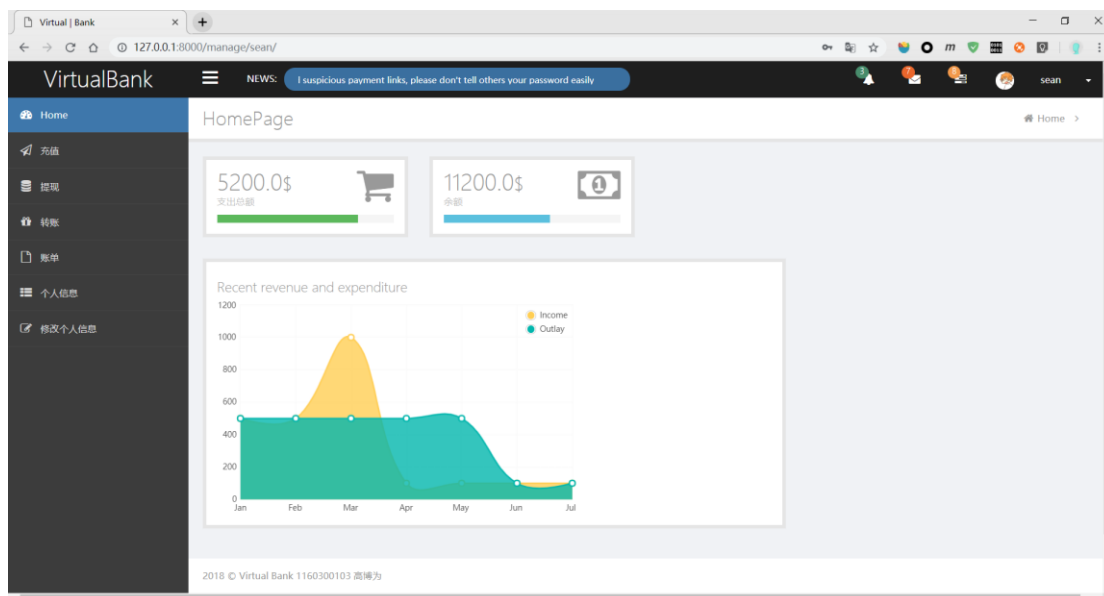 Virtual | Bank
127.0.0.1:8000/manage/sean/
VirtualBank
NEWS:
I suspicious payment links, please don't tell others your password easily
3
7
sean
Home
充值
提现
转账
账单
个人信息
修改个人信息
HomePage
Home
5200.0$
支出总额
11200.0$
余额
1
Recent revenue and expenditure
Income
Outlay
1200
1000
800
600
400
200
0
Jan Feb Mar Apr May Jun Jul
2018 © Virtual Bank 1160300103 高博为